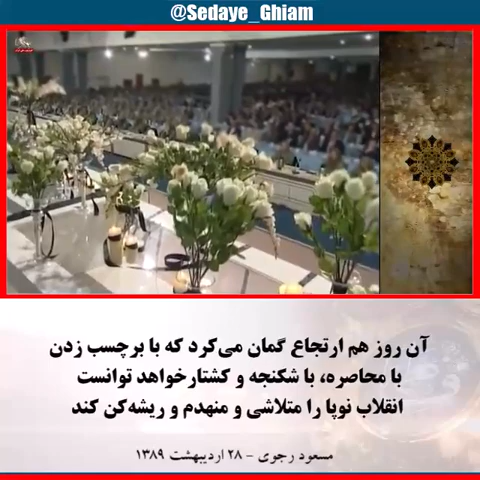 @Sedaye_Ghiam
آن روز هم ارتجاع گمان می‌کرد که با برچسب زدن
با محاصره، با شکنجه و کشتارخواهد توانست
انقلاب نوپا را متلاشی و منهدم و ریشه‌کن کند
مسعود رجوی - ۲۸ اردیبهشت ۱۳۸۹